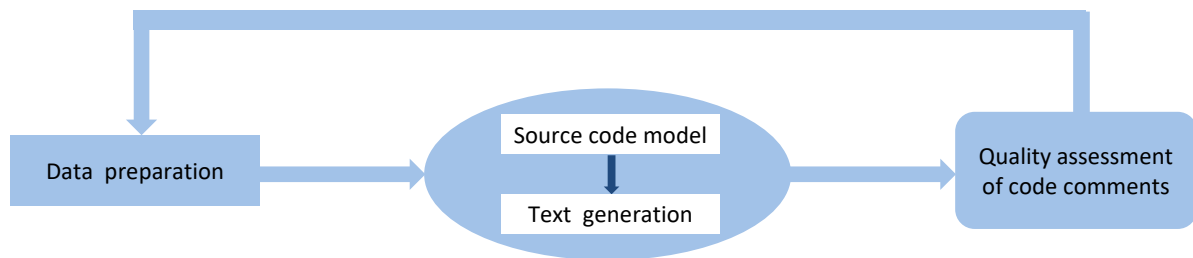 Data preparation
Source code model
Text generation
Quality assessment
of code comments